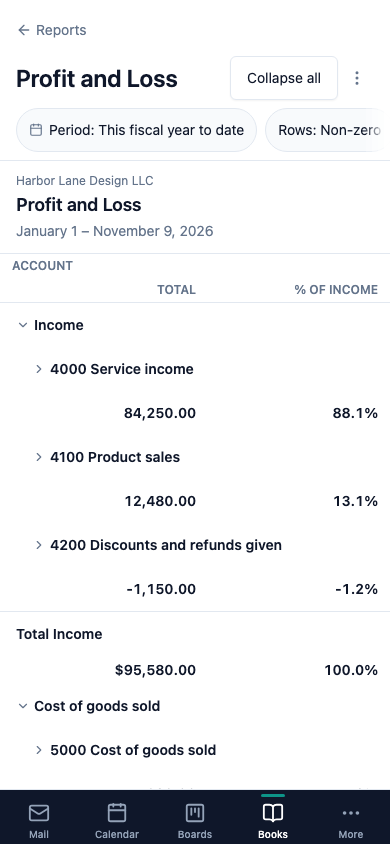 Reports
Profit and Loss
Collapse all
Period: This fiscal year to date
Rows: Non-zero
Harbor Lane Design LLC
Profit and Loss
January 1 – November 9, 2026
ACCOUNT
TOTAL % OF INCOME
Income
4000 Service income
84,250.00 88.1%
4100 Product sales
12,480.00 13.1%
4200 Discounts and refunds given
-1,150.00 -1.2%
Total Income
$95,580.00 100.0%
Cost of goods sold
5000 Cost of goods sold
Mail Calendar Boards Books More